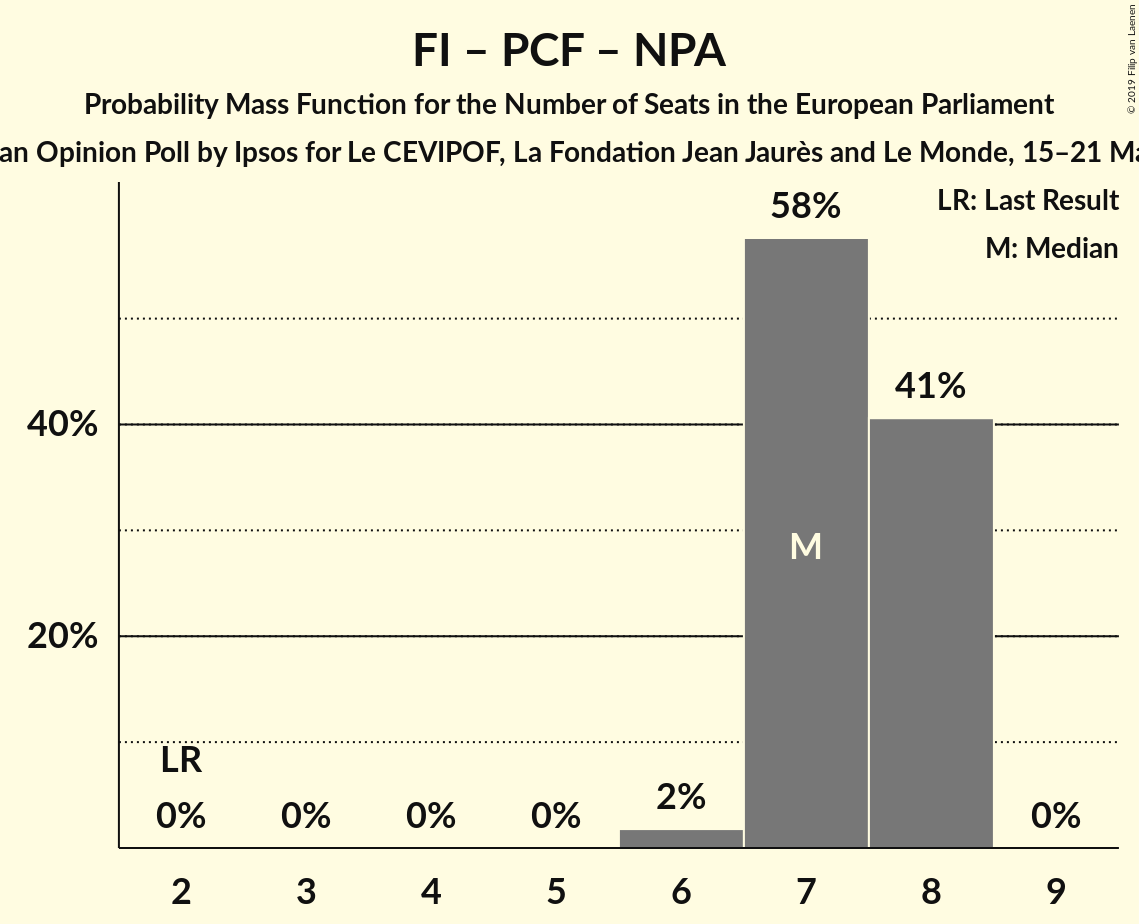 FI – PCF – NPA
Probability Mass Function for the Number of Seats in the European Parliament
an Opinion Poll by Ipsos for Le CEVIPOF, La Fondation Jean Jaurès and Le Monde, 15–21 Ma
© 2019 Filip van Laenen
LR: Last Result
M: Median
58%
41%
40%
M
20%
LR
2%
0% 0% 0% 0% 0%
2 3 4 5 6 7 8 9